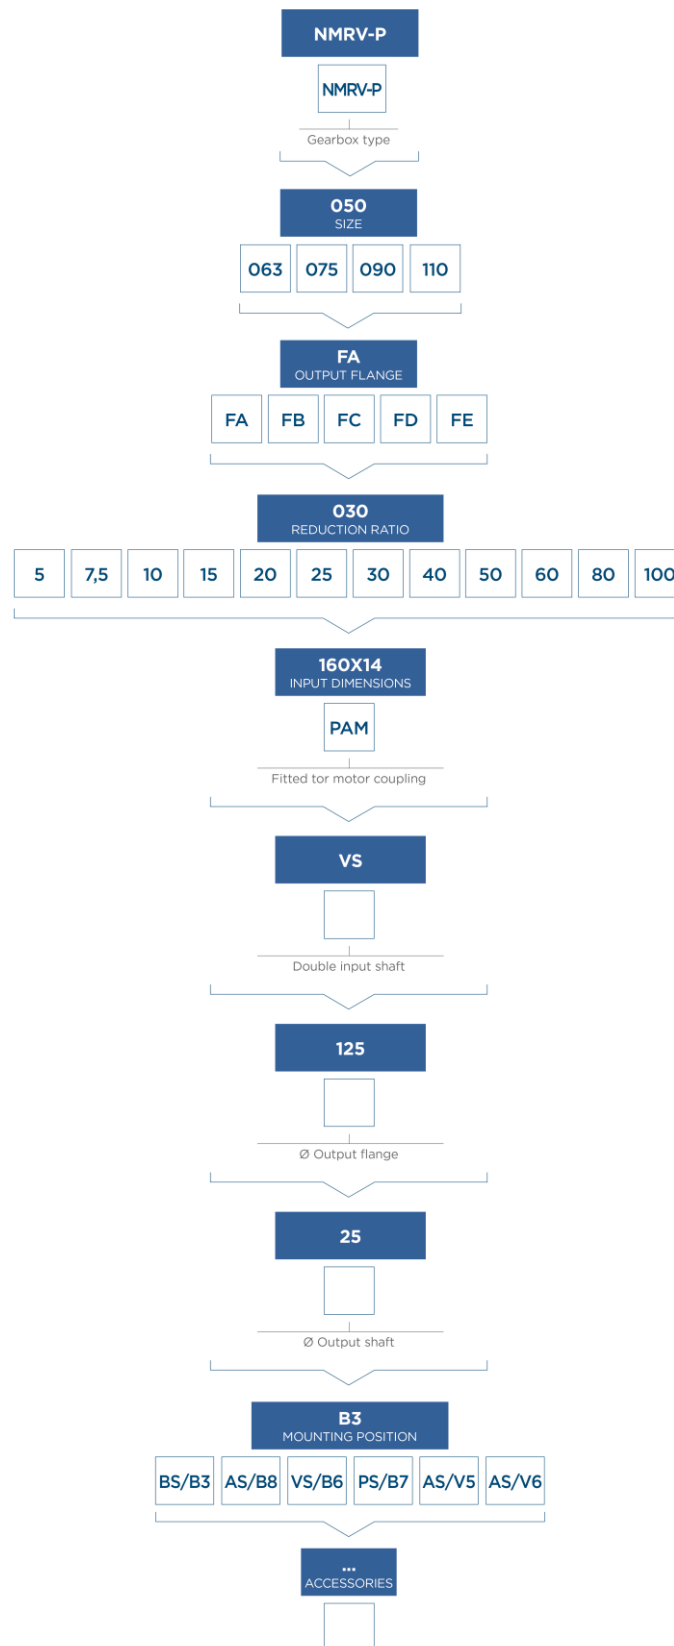 NMRV-P
NMRV-P
Gearbox type
050
SIZE
063 075 090 110
FA
OUTPUT FLANGE
FA FB FC FD FE
030
REDUCTION RATIO
5 7,5 10 15 20 25 30 40 50 60 80 100
160X14
INPUT DIMENSIONS
PAM
Fitted tor motor coupling
VS
Double input shaft
125
Ø Output flange
25
Ø Output shaft
B3
MOUNTING POSITION
BS/B3 AS/B8 VS/B6 PS/B7 AS/V5 AS/V6
...
ACCESSORIES